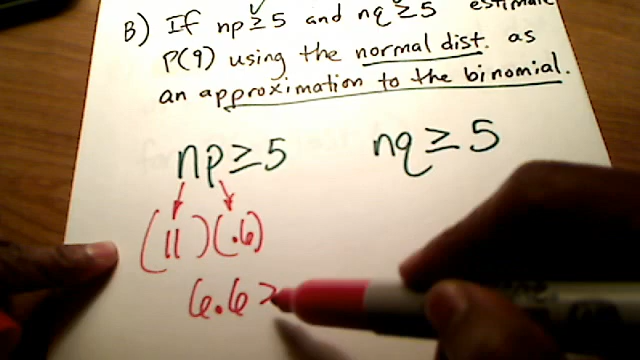 B) If np ≥ 5 and nq ≥ 5 estimate
P(9) using the normal dist. as
an approximation to the binomial.
np ≥ 5 nq ≥ 5
(11)(.6)
6.6 >